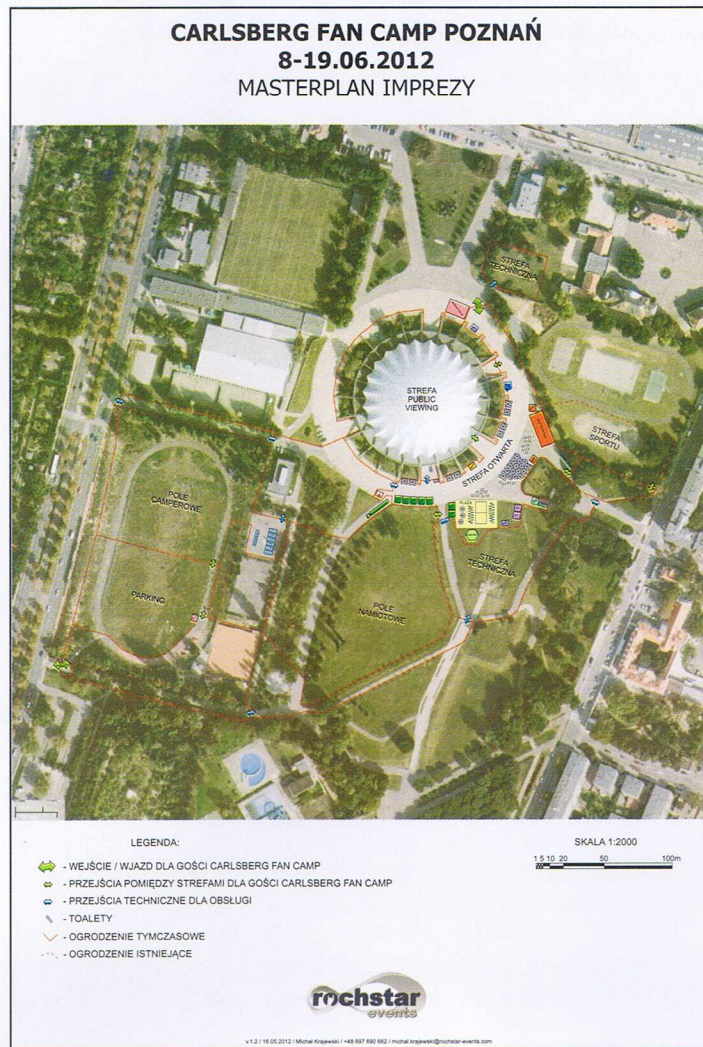 CARLSBERG FAN CAMP POZNAŃ
8-19.06.2012
MASTERPLAN IMPREZY
STREFA
TECHNICZNA
STREFA
PUBLIC
VIEWING
STREFA
SPORTU
STREFA OTWARTA
POLE
CAMPEROWE
PLAŻA
STREFA
TECHNICZNA
PARKING
POLE
NAMIOTOWE
LEGENDA:
- WEJŚCIE / WJAZD DLA GOŚCI CARLSBERG FAN CAMP
- PRZEJŚCIA POMIĘDZY STREFAMI DLA GOŚCI CARLSBERG FAN CAMP
- PRZEJŚCIA TECHNICZNE DLA OBSŁUGI
- TOALETY
- OGRODZENIE TYMCZASOWE
- OGRODZENIE ISTNIEJĄCE
SKALA 1:2000
1 5 10 20 50 100m
rochstar
events
v.1.2 / 16.05.2012 / Michał Krajewski / +48 697 690 662 / michal.krajewski@rochstar-events.com